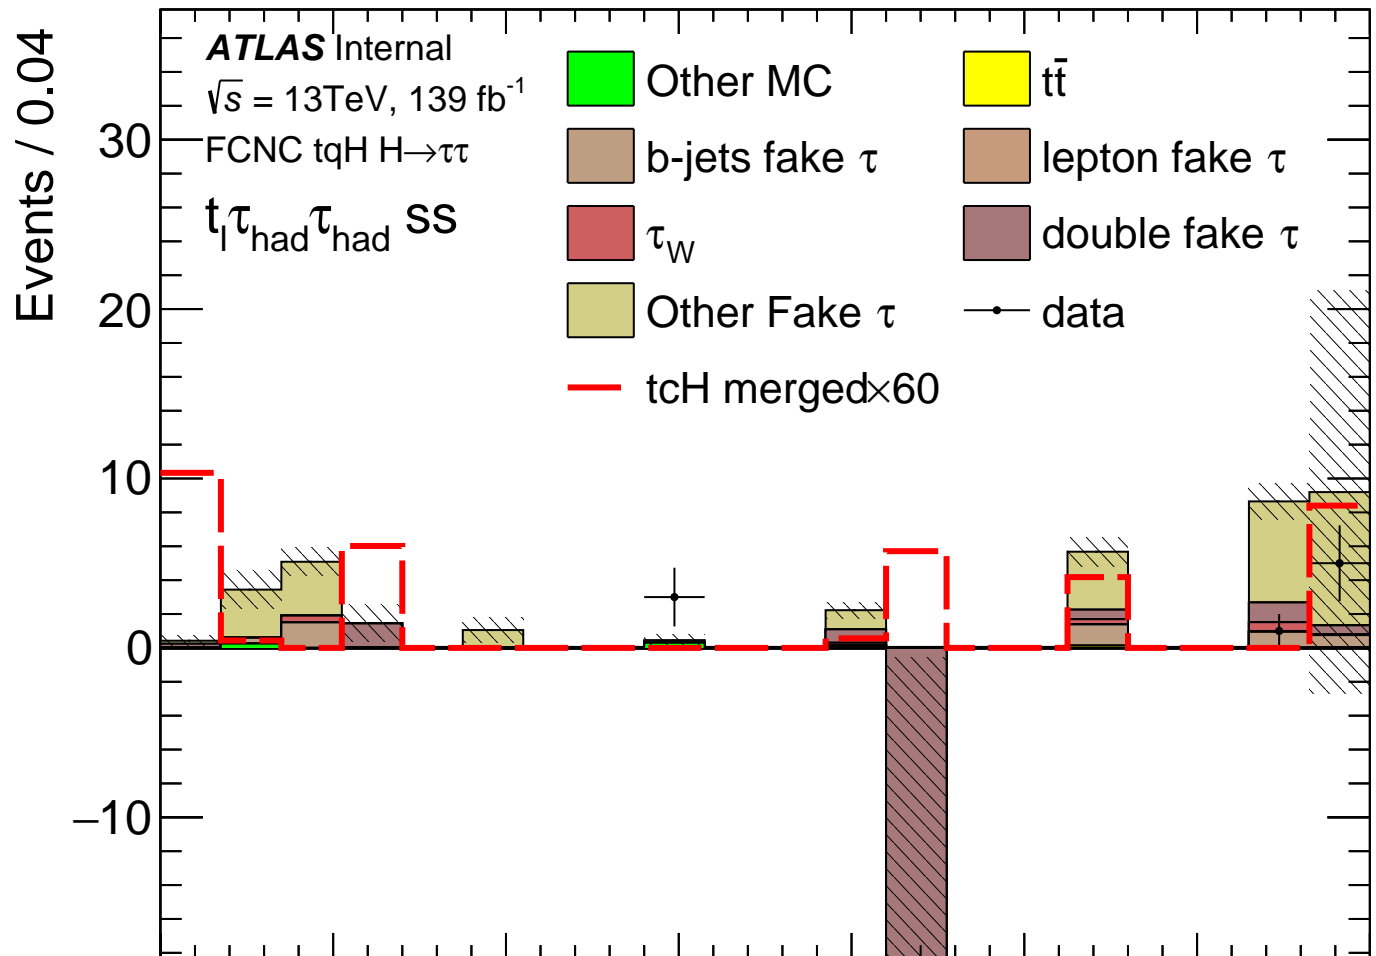 ATLAS Internal
√s = 13TeV, 139 fb⁻¹
FCNC tqH H→ττ
tₗτ_hadτ_had ss
Other MC
tt̄
b-jets fake τ
lepton fake τ
τ_W
double fake τ
Other Fake τ
data
tcH merged×60
Events / 0.04
30
20
10
0
−10